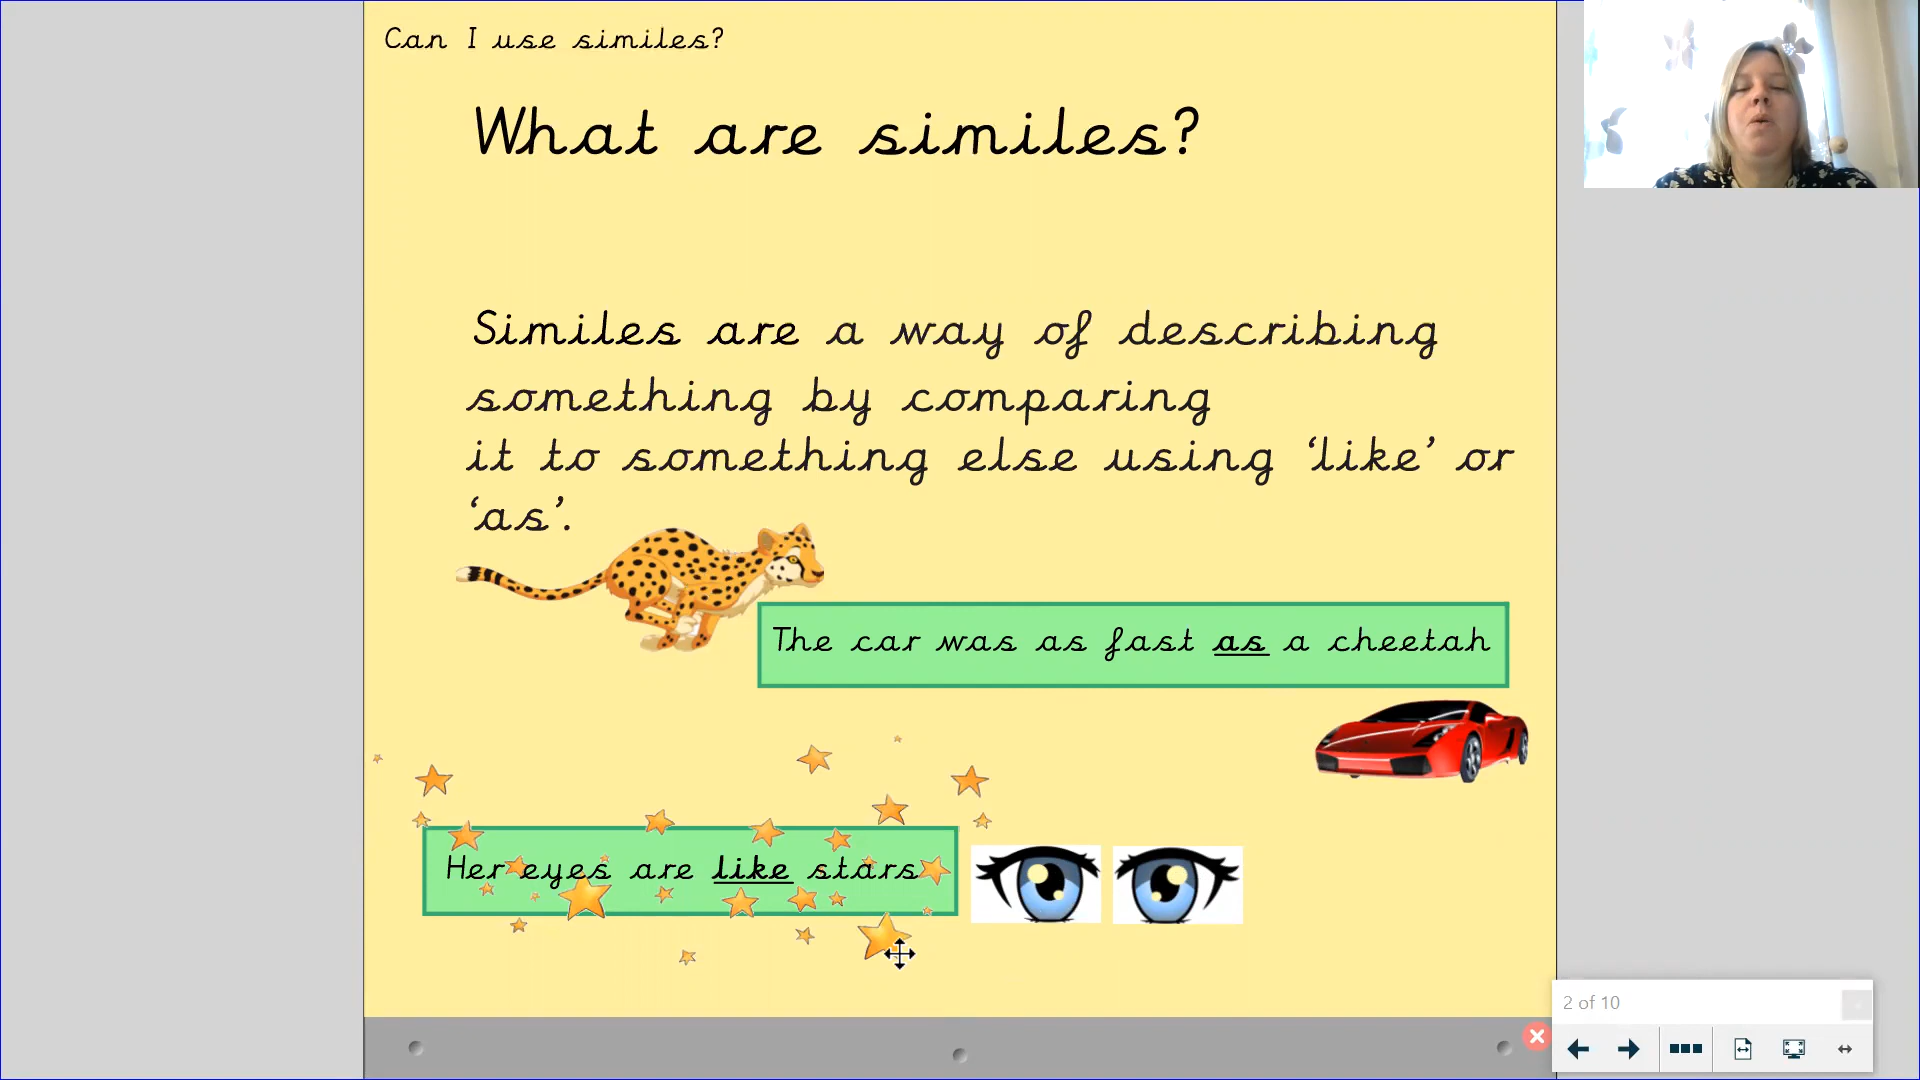 Can I use similes?
What are similes?
Similes are a way of describing
something by comparing
it to something else using ‘like’ or
‘as’.
The car was as fast as a cheetah
Her eyes are like stars
2 of 10